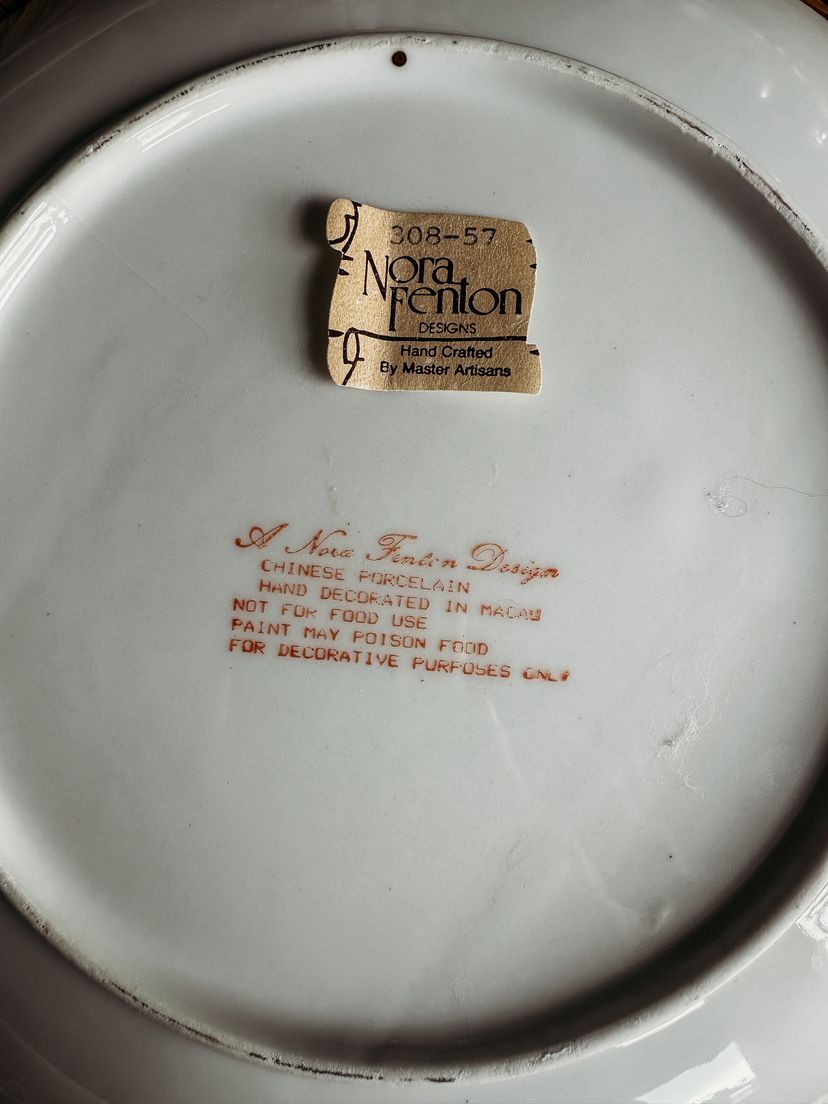 308-57
Nora
Fenton
DESIGNS
Hand Crafted
By Master Artisans
A Nora Fenton Design
CHINESE PORCELAIN
HAND DECORATED IN MACAU
NOT FOR FOOD USE
PAINT MAY POISON FOOD
FOR DECORATIVE PURPOSES ONLY